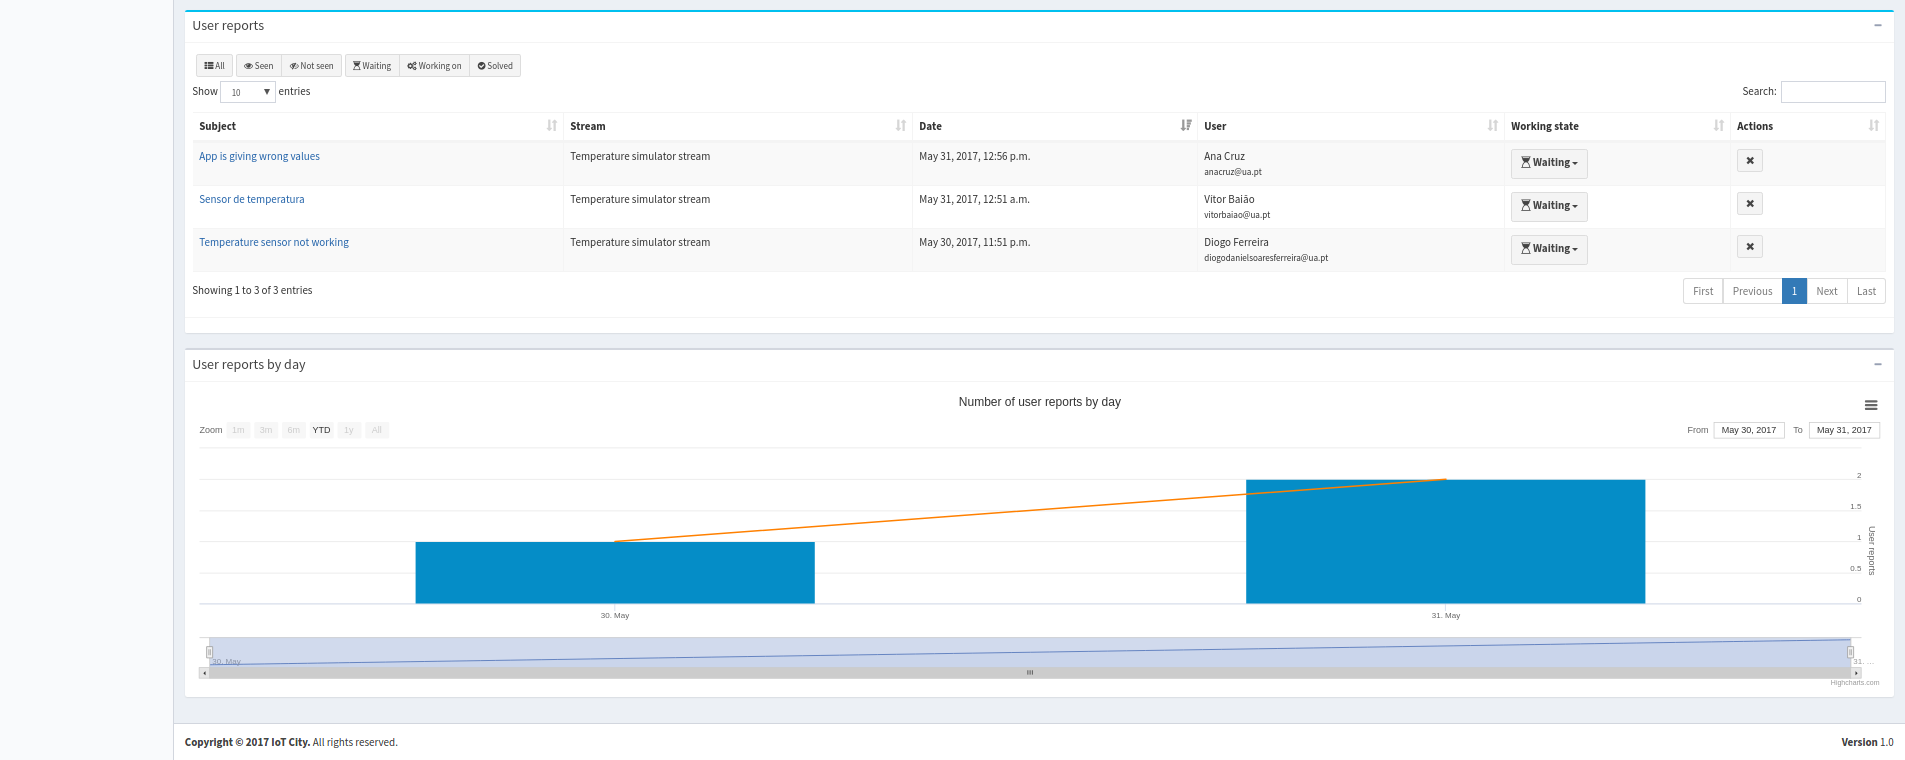 User reports
All Seen Not seen Waiting Working on Solved
Show 10 entries Search:
Subject Stream Date User Working state Actions
App is giving wrong values Temperature simulator stream May 31, 2017, 12:56 p.m. Ana Cruz Waiting
anacruz@ua.pt
Sensor de temperatura Temperature simulator stream May 31, 2017, 12:51 a.m. Vitor Baião Waiting
vitorbaiao@ua.pt
Temperature sensor not working Temperature simulator stream May 30, 2017, 11:51 p.m. Diogo Ferreira Waiting
diogodanielsoaresferreira@ua.pt
Showing 1 to 3 of 3 entries First Previous 1 Next Last
User reports by day
Number of user reports by day
Zoom 1m 3m 6m YTD 1y All From May 30, 2017 To May 31, 2017
2
1.5
1
0.5
0
User reports
30. May 31. May
30. May 31. …
Highcharts.com
Copyright © 2017 IoT City. All rights reserved. Version 1.0